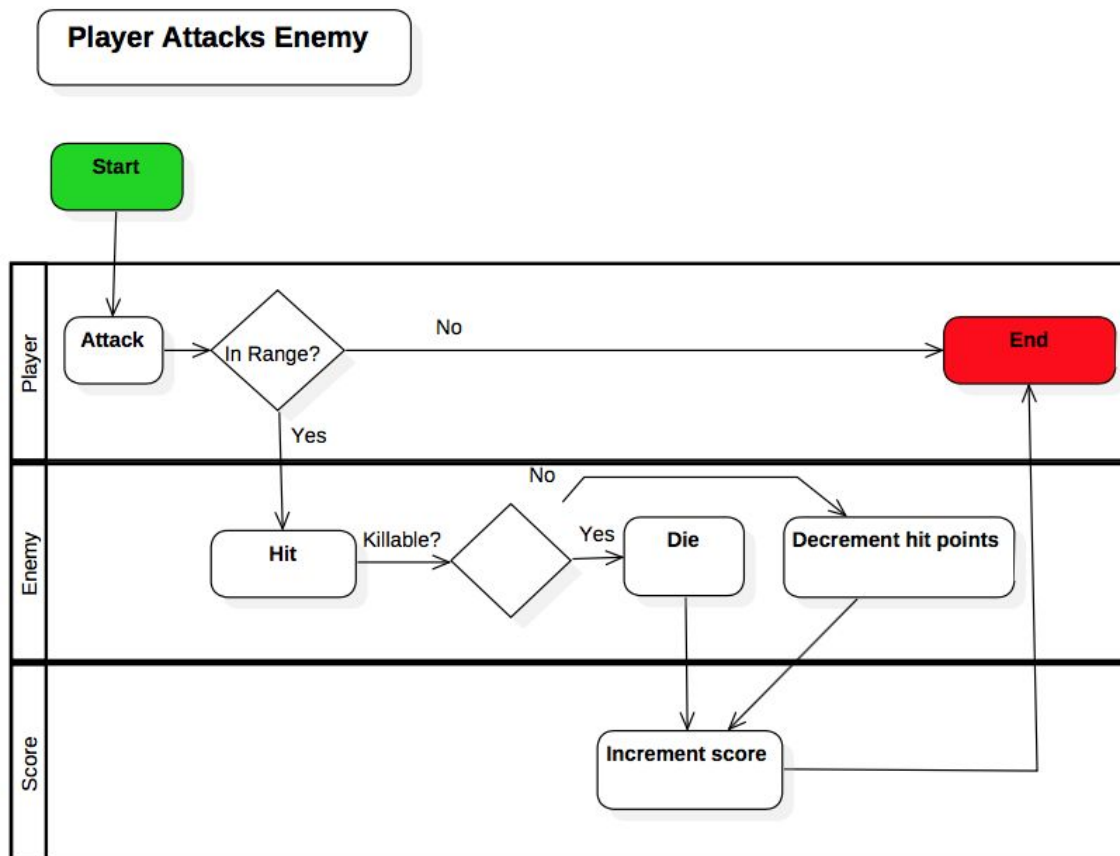 Player Attacks Enemy
Start
Player
Attack
In Range?
No
End
Yes
Enemy
No
Hit
Killable?
Yes
Die
Decrement hit points
Score
Increment score